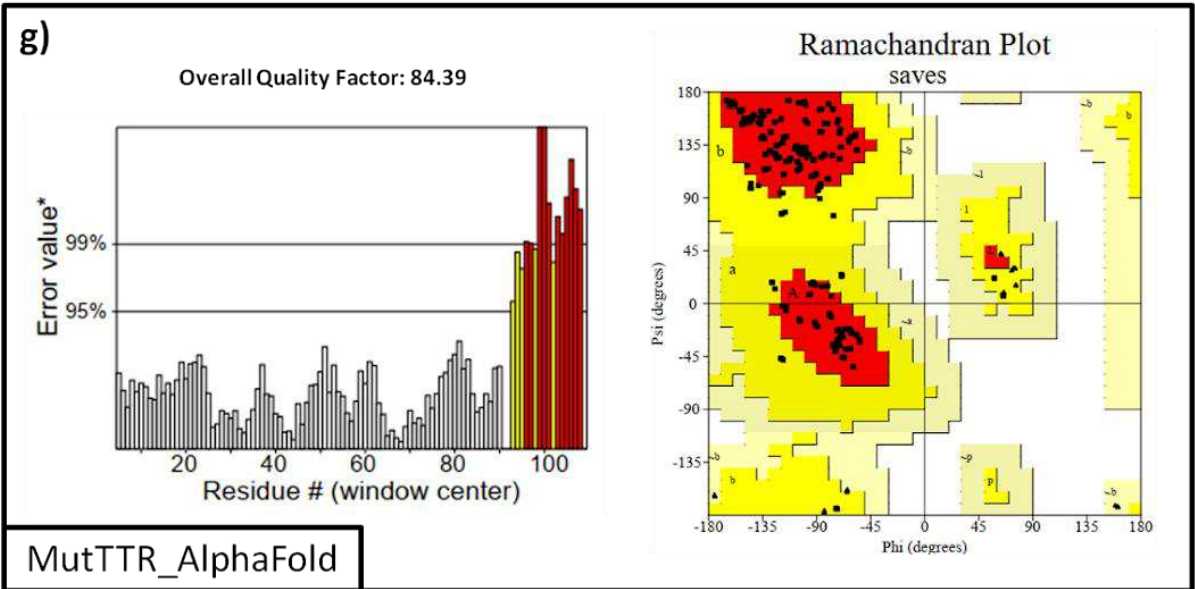 g)
Overall Quality Factor: 84.39
Error value*
99%
95%
20 40 60 80 100
Residue # (window center)
Ramachandran Plot
saves
Psi (degrees)
180
135
90
45
0
-45
-90
-135
b
~b
~b
b
~l
l
a
A
L
~a
~b
b
~p
p
~b
-180 -135 -90 -45 0 45 90 135 180
Phi (degrees)
MutTTR_AlphaFold